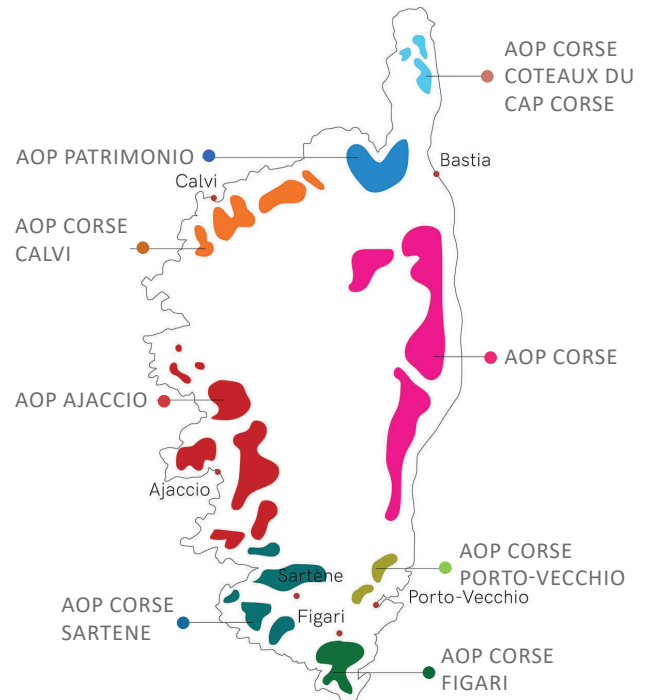 AOP CORSE
COTEAUX DU
CAP CORSE
AOP PATRIMONIO
Bastia
Calvi
AOP CORSE
CALVI
AOP CORSE
AOP AJACCIO
Ajaccio
AOP CORSE
PORTO-VECCHIO
Sartène
Porto-Vecchio
AOP CORSE
SARTENE
Figari
AOP CORSE
FIGARI